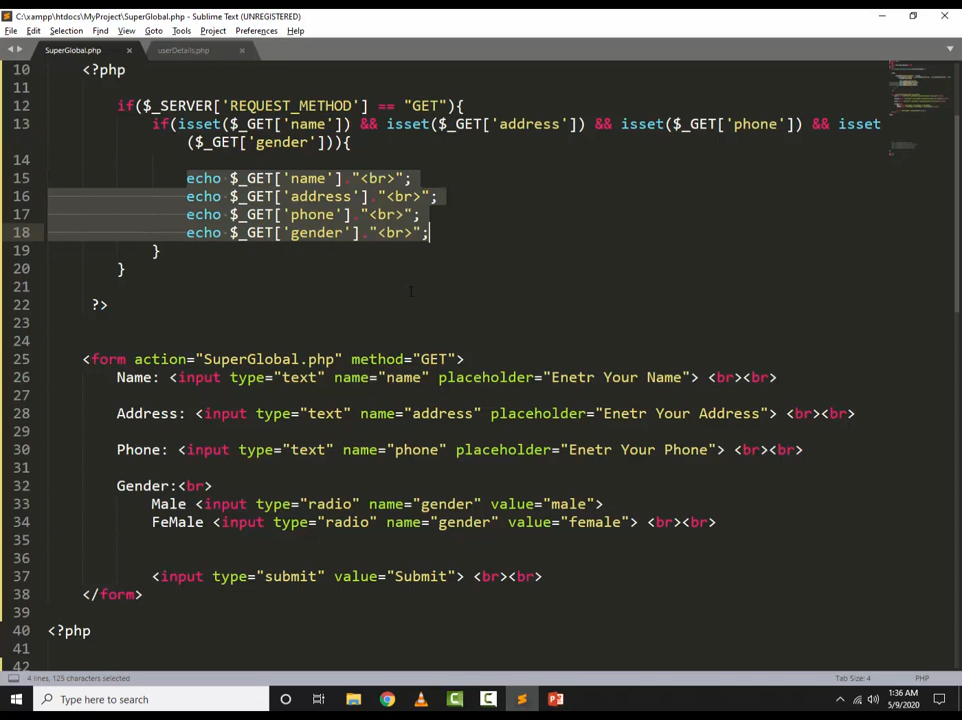 C:\xampp\htdocs\MyProject\SuperGlobal.php - Sublime Text (UNREGISTERED)
File Edit Selection Find View Goto Tools Project Preferences Help
SuperGlobal.php userDetails.php
10 <?php
11
12 if($_SERVER['REQUEST_METHOD'] == "GET"){
13 if(isset($_GET['name']) && isset($_GET['address']) && isset($_GET['phone']) && isset
($_GET['gender'])){
14
15 echo $_GET['name']."<br>";
16 echo $_GET['address']."<br>";
17 echo $_GET['phone']."<br>";
18 echo $_GET['gender']."<br>";
19 }
20 }
21
22 ?>
23
24
25 <form action="SuperGlobal.php" method="GET">
26 Name: <input type="text" name="name" placeholder="Enetr Your Name"> <br><br>
27
28 Address: <input type="text" name="address" placeholder="Enetr Your Address"> <br><br>
29
30 Phone: <input type="text" name="phone" placeholder="Enetr Your Phone"> <br><br>
31
32 Gender:<br>
33 Male <input type="radio" name="gender" value="male">
34 FeMale <input type="radio" name="gender" value="female"> <br><br>
35
36
37 <input type="submit" value="Submit"> <br><br>
38 </form>
39
40 <?php
41
42
4 lines, 125 characters selected Tab Size: 4 PHP
Type here to search 1:36 AM
5/9/2020